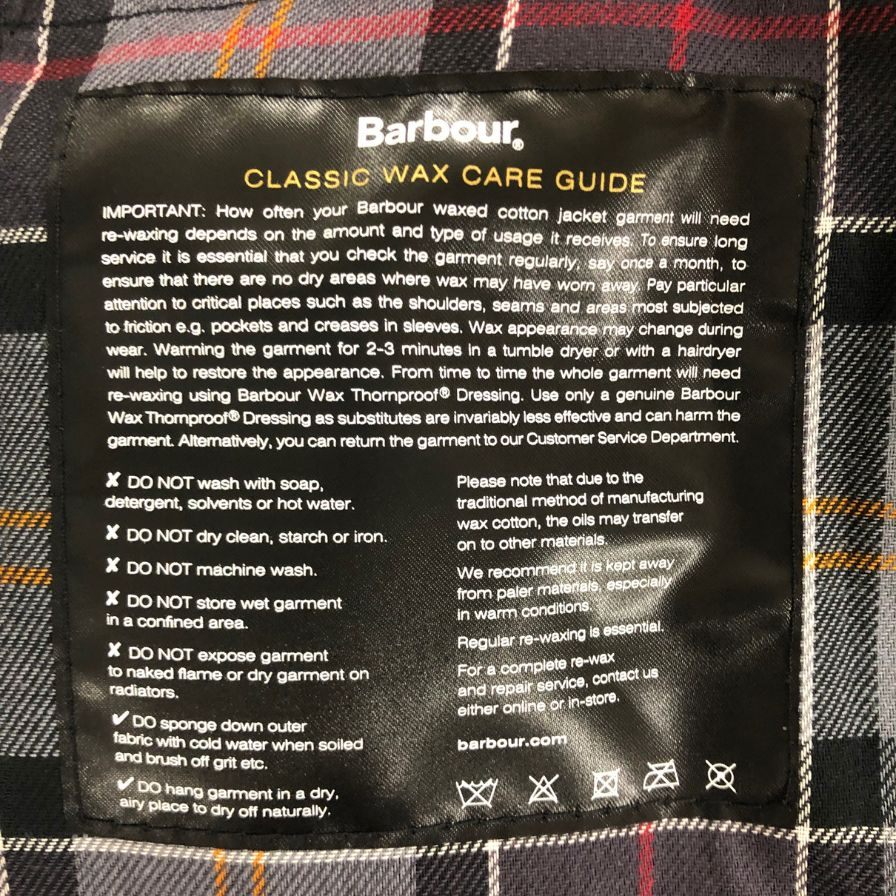 Barbour®
CLASSIC WAX CARE GUIDE
IMPORTANT: How often your Barbour waxed cotton jacket garment will need
re-waxing depends on the amount and type of usage it receives. To ensure long
service it is essential that you check the garment regularly, say once a month, to
ensure that there are no dry areas where wax may have worn away. Pay particular
attention to critical places such as the shoulders, seams and areas most subjected
to friction e.g. pockets and creases in sleeves. Wax appearance may change during
wear. Warming the garment for 2-3 minutes in a tumble dryer or with a hairdryer
will help to restore the appearance. From time to time the whole garment will need
re-waxing using Barbour Wax Thornproof® Dressing. Use only a genuine Barbour
Wax Thornproof® Dressing as substitutes are invariably less effective and can harm the
garment. Alternatively, you can return the garment to our Customer Service Department.
✘ DO NOT wash with soap,
detergent, solvents or hot water.
✘ DO NOT dry clean, starch or iron.
✘ DO NOT machine wash.
✘ DO NOT store wet garment
in a confined area.
✘ DO NOT expose garment
to naked flame or dry garment on
radiators.
✔ DO sponge down outer
fabric with cold water when soiled
and brush off grit etc.
✔ DO hang garment in a dry,
airy place to dry off naturally.
Please note that due to the
traditional method of manufacturing
wax cotton, the oils may transfer
on to other materials.
We recommend it is kept away
from paler materials, especially
in warm conditions.
Regular re-waxing is essential.
For a complete re-wax
and repair service, contact us
either online or in-store.
barbour.com